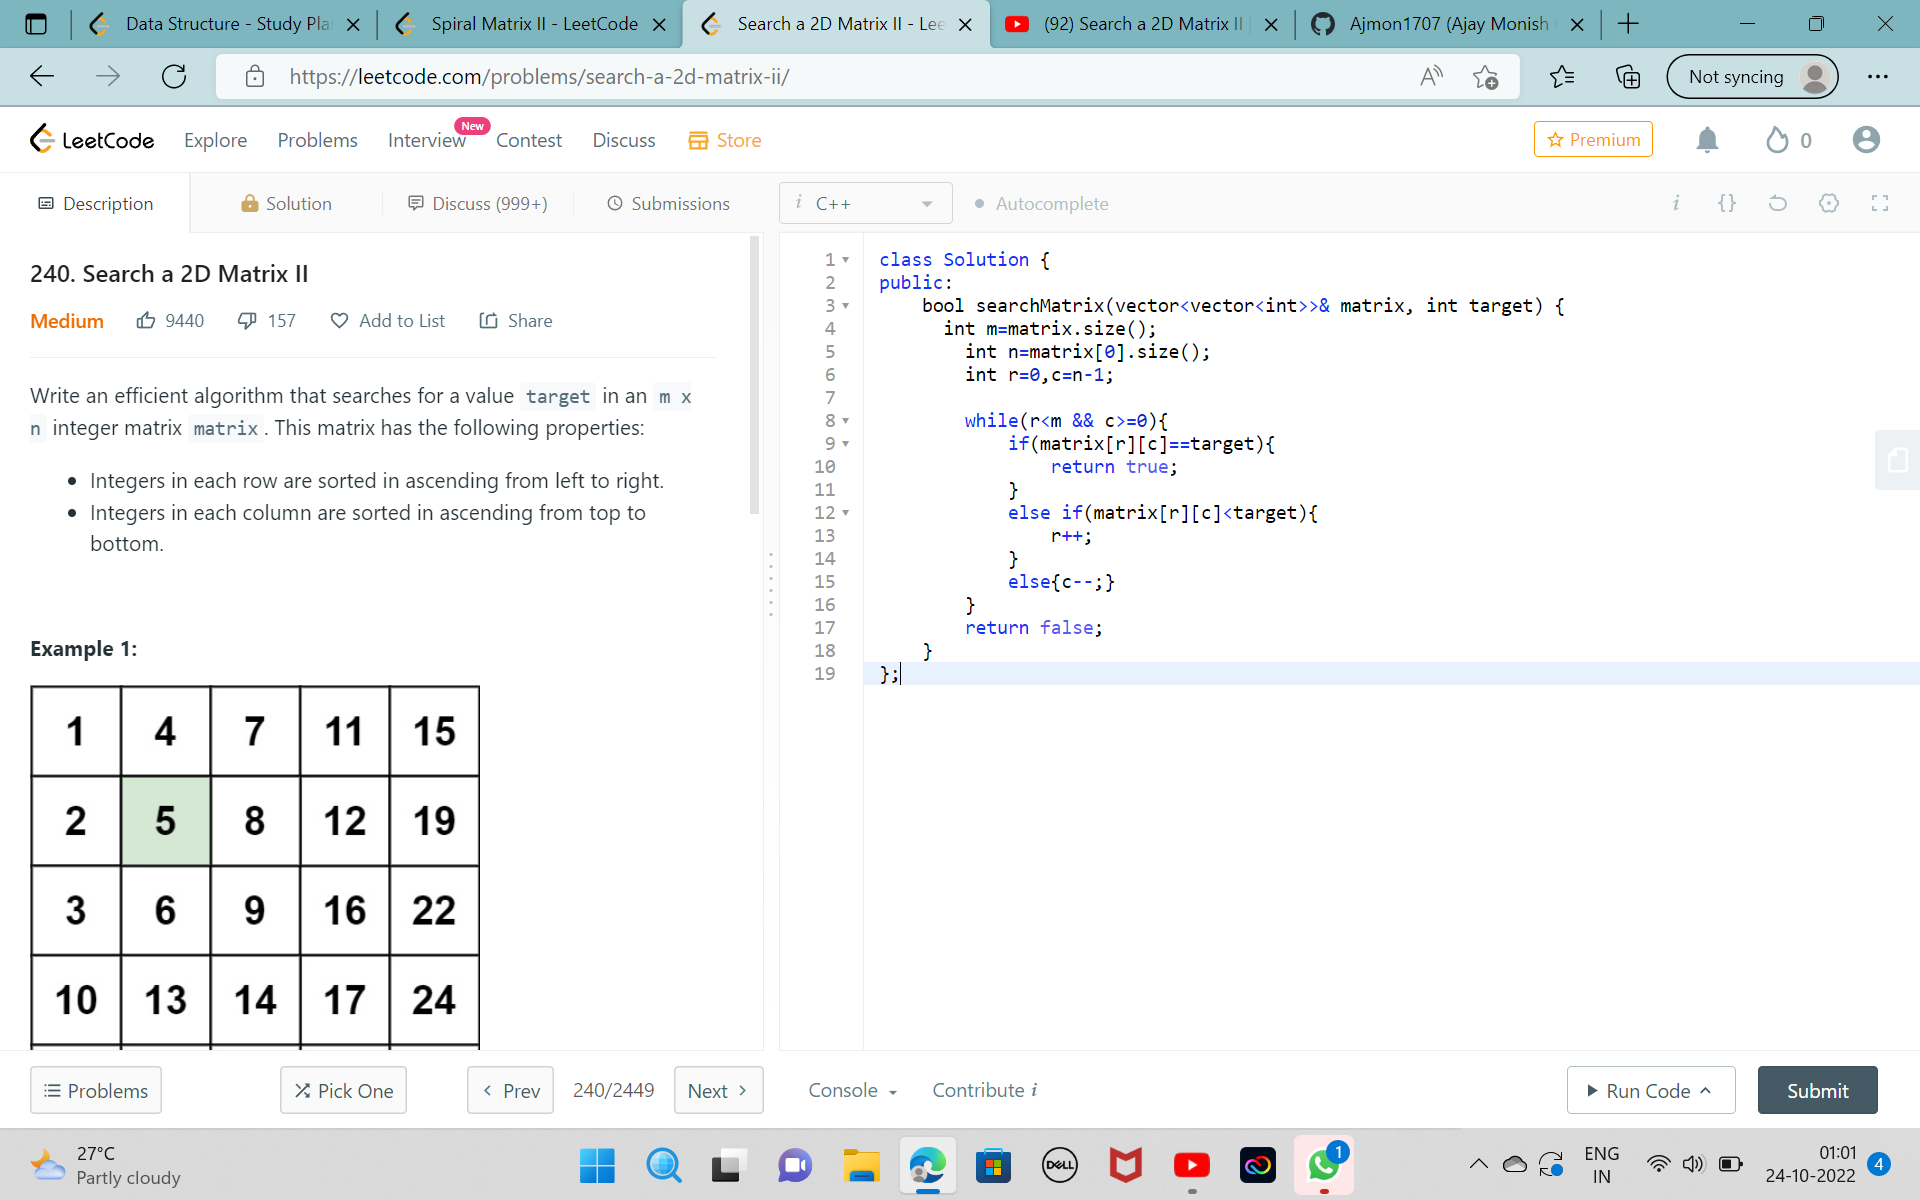 Data Structure - Study Pla
Spiral Matrix II - LeetCode
Search a 2D Matrix II - Lee
(92) Search a 2D Matrix II
Ajmon1707 (Ajay Monish
https://leetcode.com/problems/search-a-2d-matrix-ii/
Not syncing
LeetCode
Explore
Problems
Interview
New
Contest
Discuss
Store
Premium
0
Description
Solution
Discuss (999+)
Submissions
i C++
Autocomplete
240. Search a 2D Matrix II
Medium
9440
157
Add to List
Share
Write an efficient algorithm that searches for a value target in an m x
n integer matrix matrix. This matrix has the following properties:
Integers in each row are sorted in ascending from left to right.
Integers in each column are sorted in ascending from top to
bottom.
Example 1:
1 4 7 11 15
2 5 8 12 19
3 6 9 16 22
10 13 14 17 24
1 class Solution {
2 public:
3 bool searchMatrix(vector<vector<int>>& matrix, int target) {
4 int m=matrix.size();
5 int n=matrix[0].size();
6 int r=0,c=n-1;
7
8 while(r<m && c>=0){
9 if(matrix[r][c]==target){
10 return true;
11 }
12 else if(matrix[r][c]<target){
13 r++;
14 }
15 else{c--;}
16 }
17 return false;
18 }
19 };
Problems
Pick One
Prev
240/2449
Next
Console
Contribute i
Run Code
Submit
27°C
Partly cloudy
DELL
1
ENG
IN
01:01
24-10-2022
4